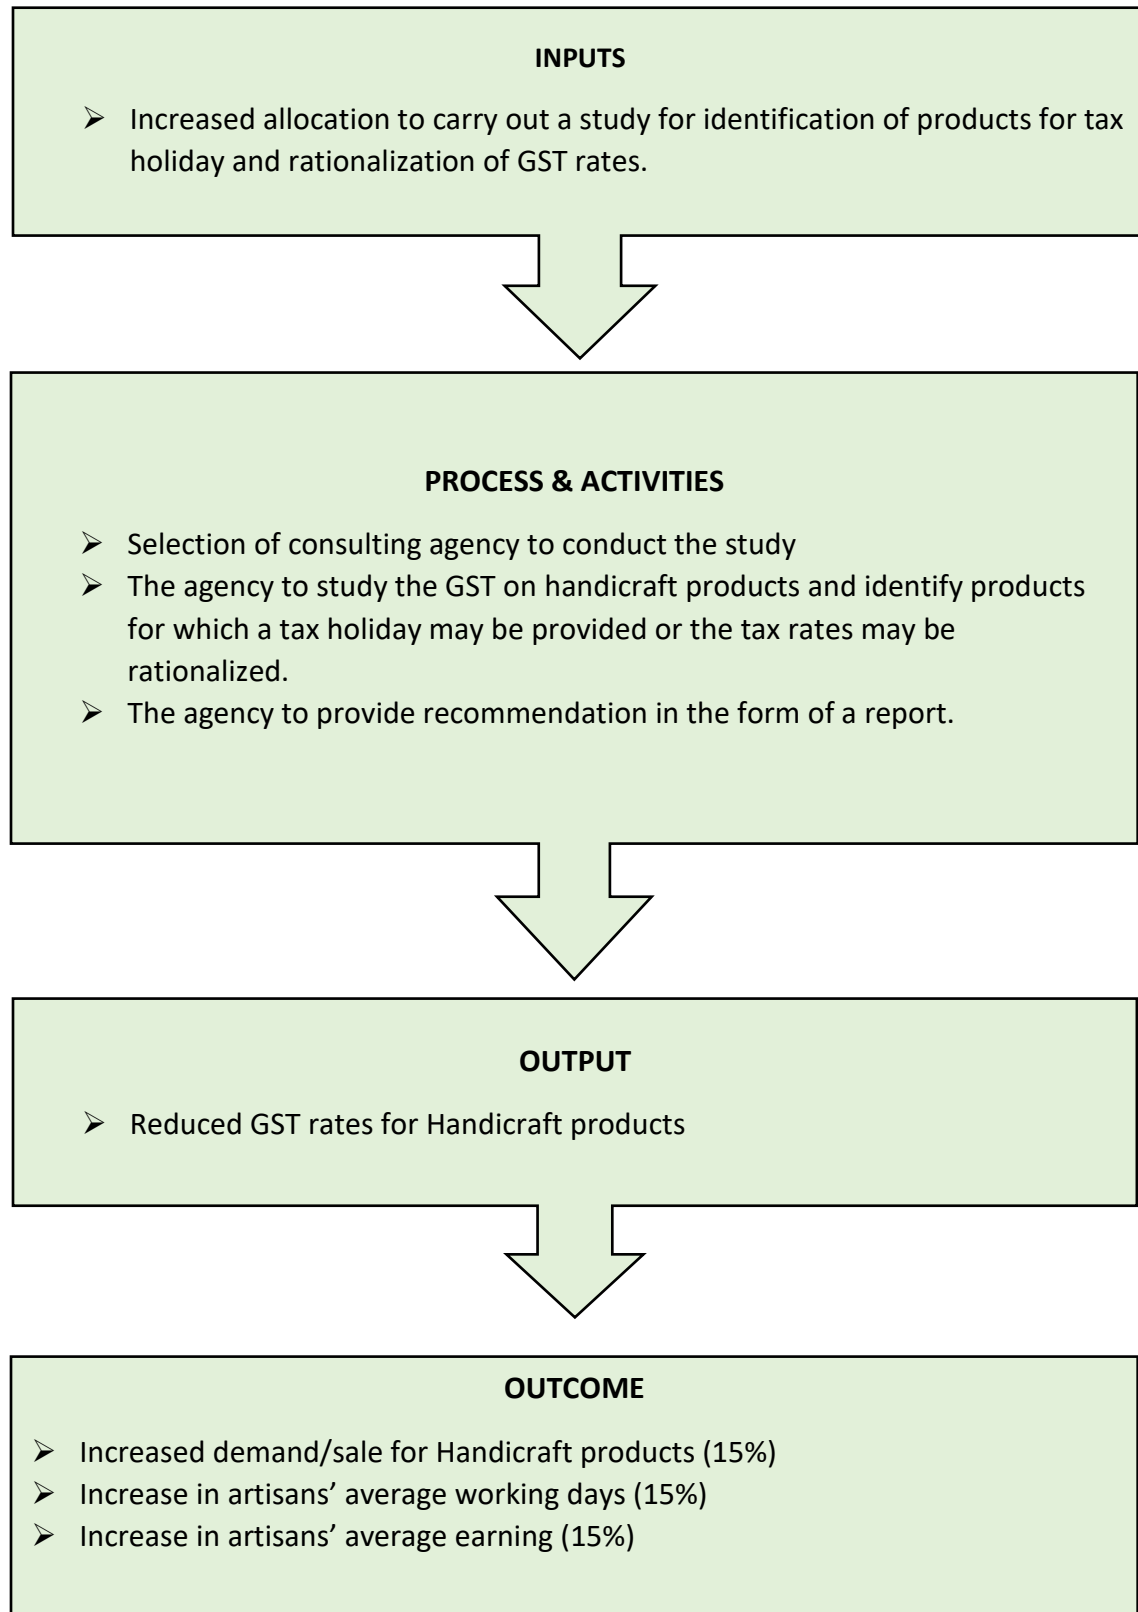 INPUTS
➢ Increased allocation to carry out a study for identification of products for tax
holiday and rationalization of GST rates.
PROCESS & ACTIVITIES
➢ Selection of consulting agency to conduct the study
➢ The agency to study the GST on handicraft products and identify products
for which a tax holiday may be provided or the tax rates may be
rationalized.
➢ The agency to provide recommendation in the form of a report.
OUTPUT
➢ Reduced GST rates for Handicraft products
OUTCOME
➢ Increased demand/sale for Handicraft products (15%)
➢ Increase in artisans’ average working days (15%)
➢ Increase in artisans’ average earning (15%)